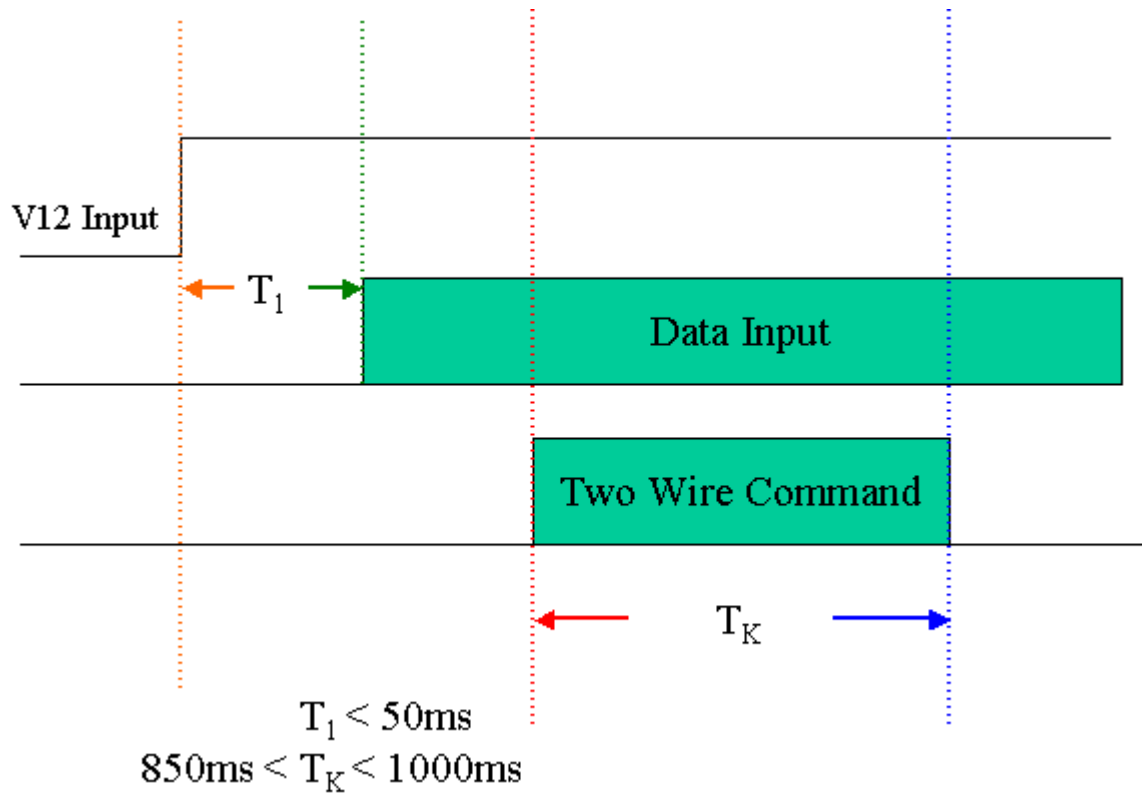 V12 Input
T1
Data Input
Two Wire Command
TK
T1 < 50ms
850ms < TK < 1000ms